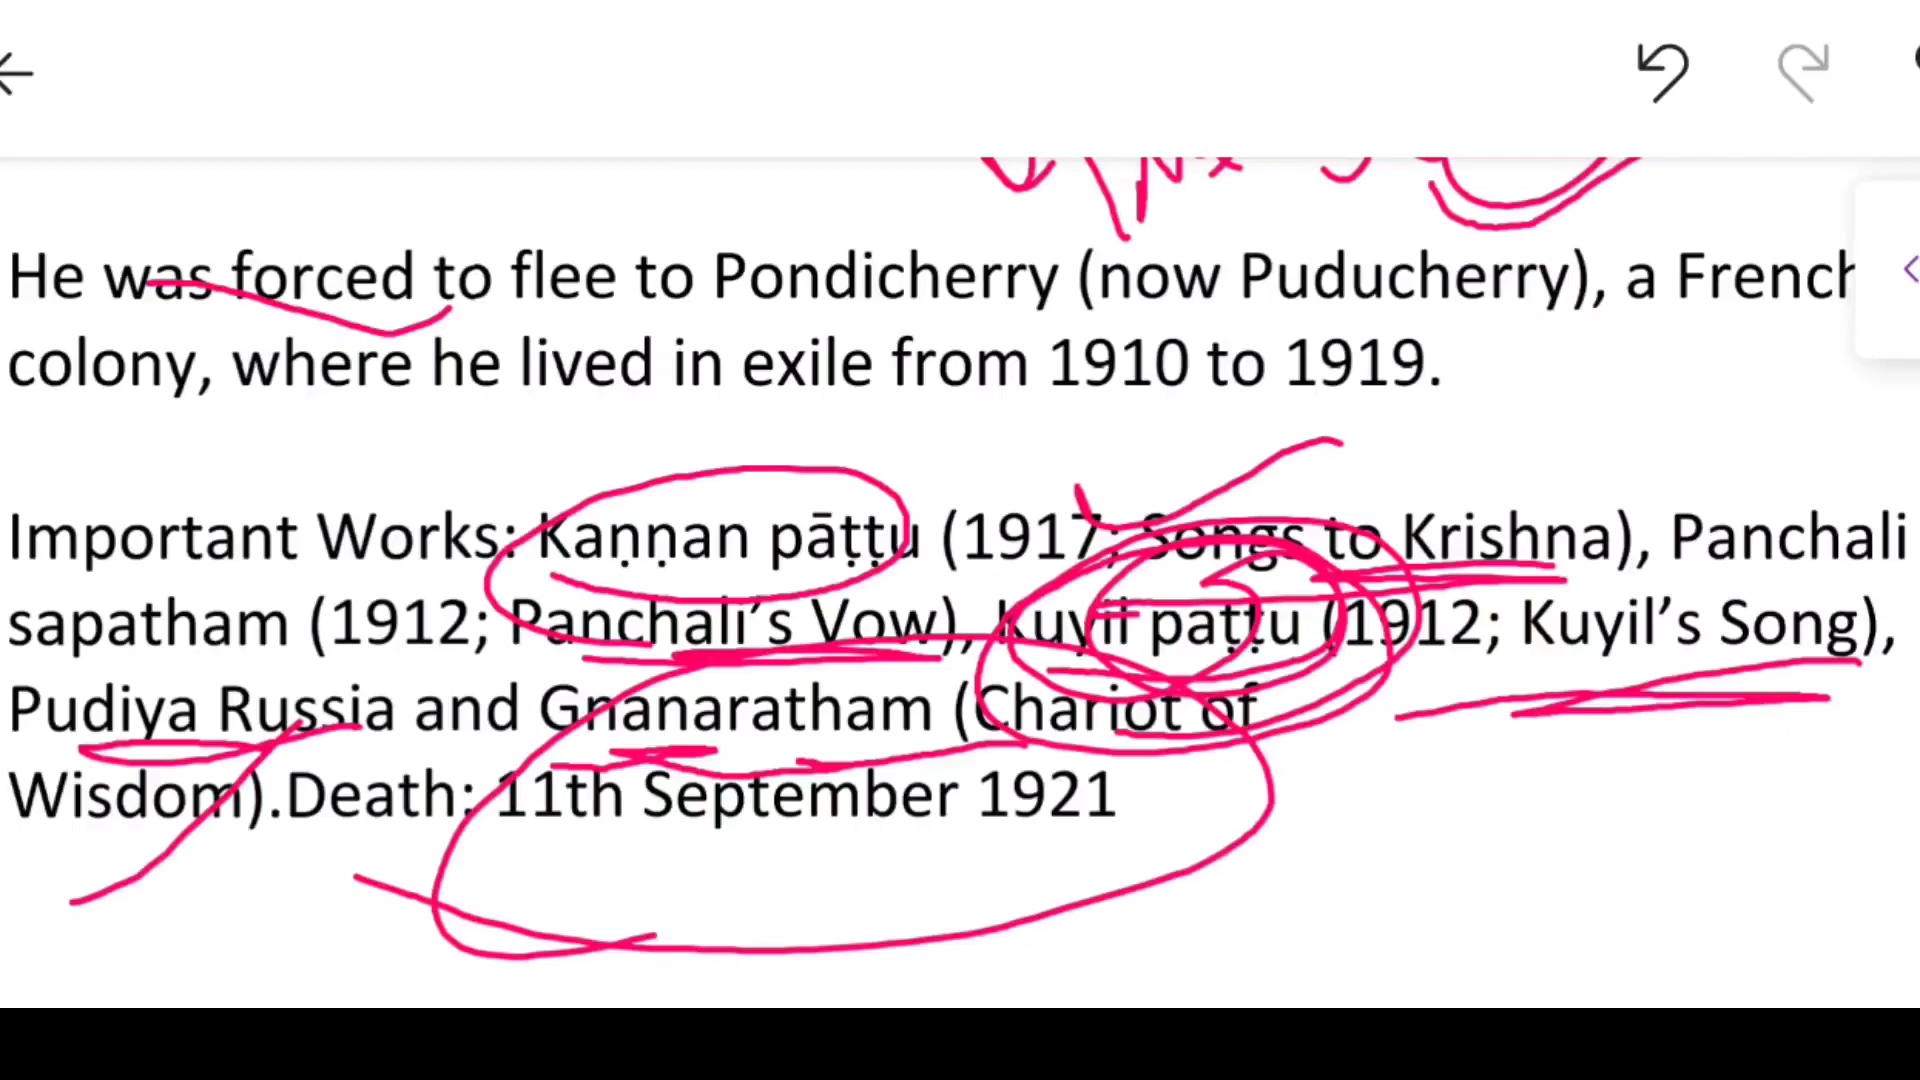 He was forced to flee to Pondicherry (now Puducherry), a French
colony, where he lived in exile from 1910 to 1919.
Important Works: Kaṇṇan pāṭṭu (1917; Songs to Krishna), Panchali
sapatham (1912; Panchali’s Vow), Kuyil paṭṭu (1912; Kuyil’s Song),
Pudiya Russia and Gnanaratham (Chariot of
Wisdom).Death: 11th September 1921